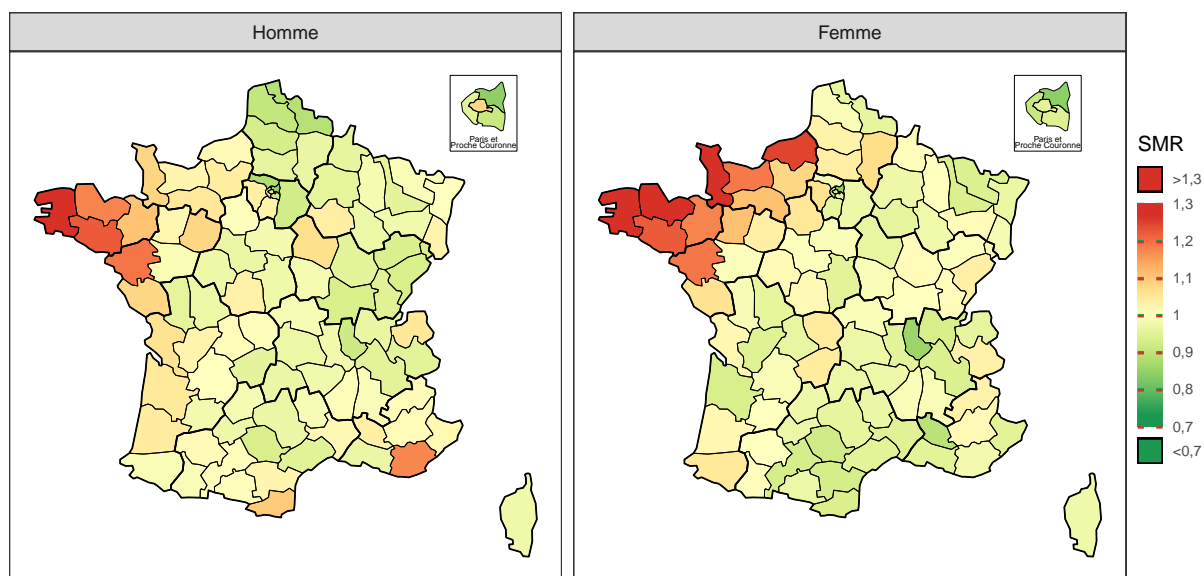 Homme
Femme
Paris et
Proche Couronne
Paris et
Proche Couronne
SMR
>1,3
1.3
1,2
1,1
1,0
0,9
0,8
0,7
<0,7